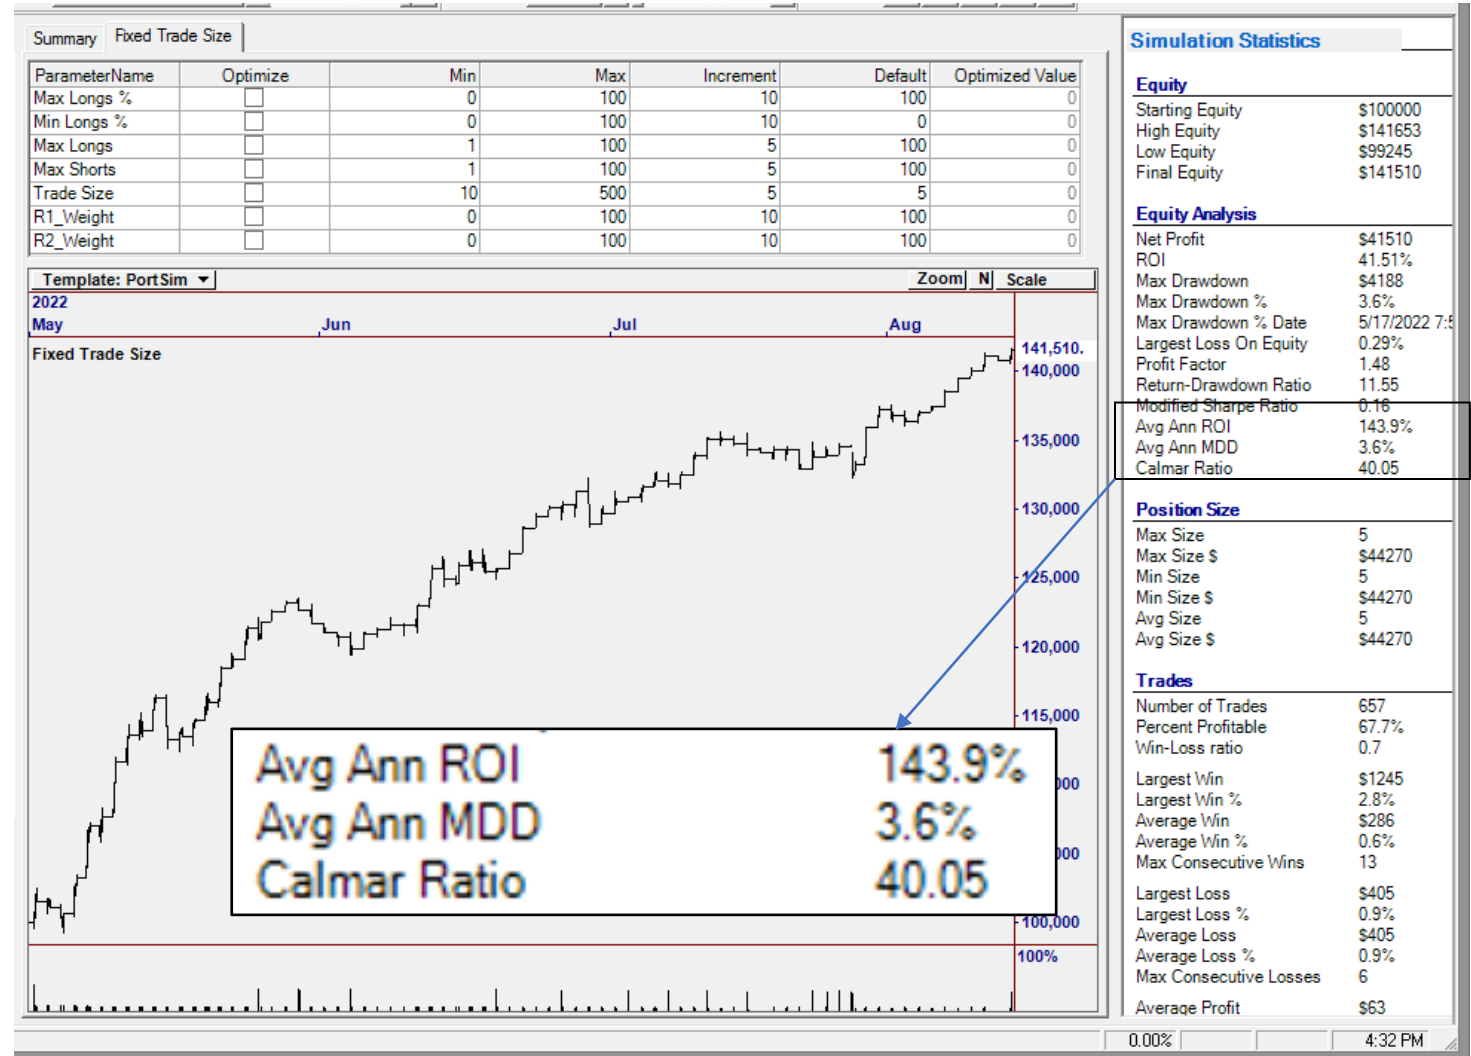 Summary Fixed Trade Size
ParameterName Optimize Min Max Increment Default Optimized Value
Max Longs % 0 100 10 100 0
Min Longs % 0 100 10 0 0
Max Longs 1 100 5 100 0
Max Shorts 1 100 5 100 0
Trade Size 10 500 5 5 0
R1_Weight 0 100 10 100 0
R2_Weight 0 100 10 100 0
Template: PortSim Zoom N Scale
2022
May Jun Jul Aug
Fixed Trade Size
141,510.
140,000
135,000
130,000
125,000
120,000
115,000
000
000
100,000
100%
Avg Ann ROI 143.9%
Avg Ann MDD 3.6%
Calmar Ratio 40.05
Simulation Statistics
Equity
Starting Equity $100000
High Equity $141653
Low Equity $99245
Final Equity $141510
Equity Analysis
Net Profit $41510
ROI 41.51%
Max Drawdown $4188
Max Drawdown % 3.6%
Max Drawdown % Date 5/17/2022 7:5
Largest Loss On Equity 0.29%
Profit Factor 1.48
Return-Drawdown Ratio 11.55
Modified Sharpe Ratio 0.16
Avg Ann ROI 143.9%
Avg Ann MDD 3.6%
Calmar Ratio 40.05
Position Size
Max Size 5
Max Size $ $44270
Min Size 5
Min Size $ $44270
Avg Size 5
Avg Size $ $44270
Trades
Number of Trades 657
Percent Profitable 67.7%
Win-Loss ratio 0.7
Largest Win $1245
Largest Win % 2.8%
Average Win $286
Average Win % 0.6%
Max Consecutive Wins 13
Largest Loss $405
Largest Loss % 0.9%
Average Loss $405
Average Loss % 0.9%
Max Consecutive Losses 6
Average Profit $63
0.00% 4:32 PM